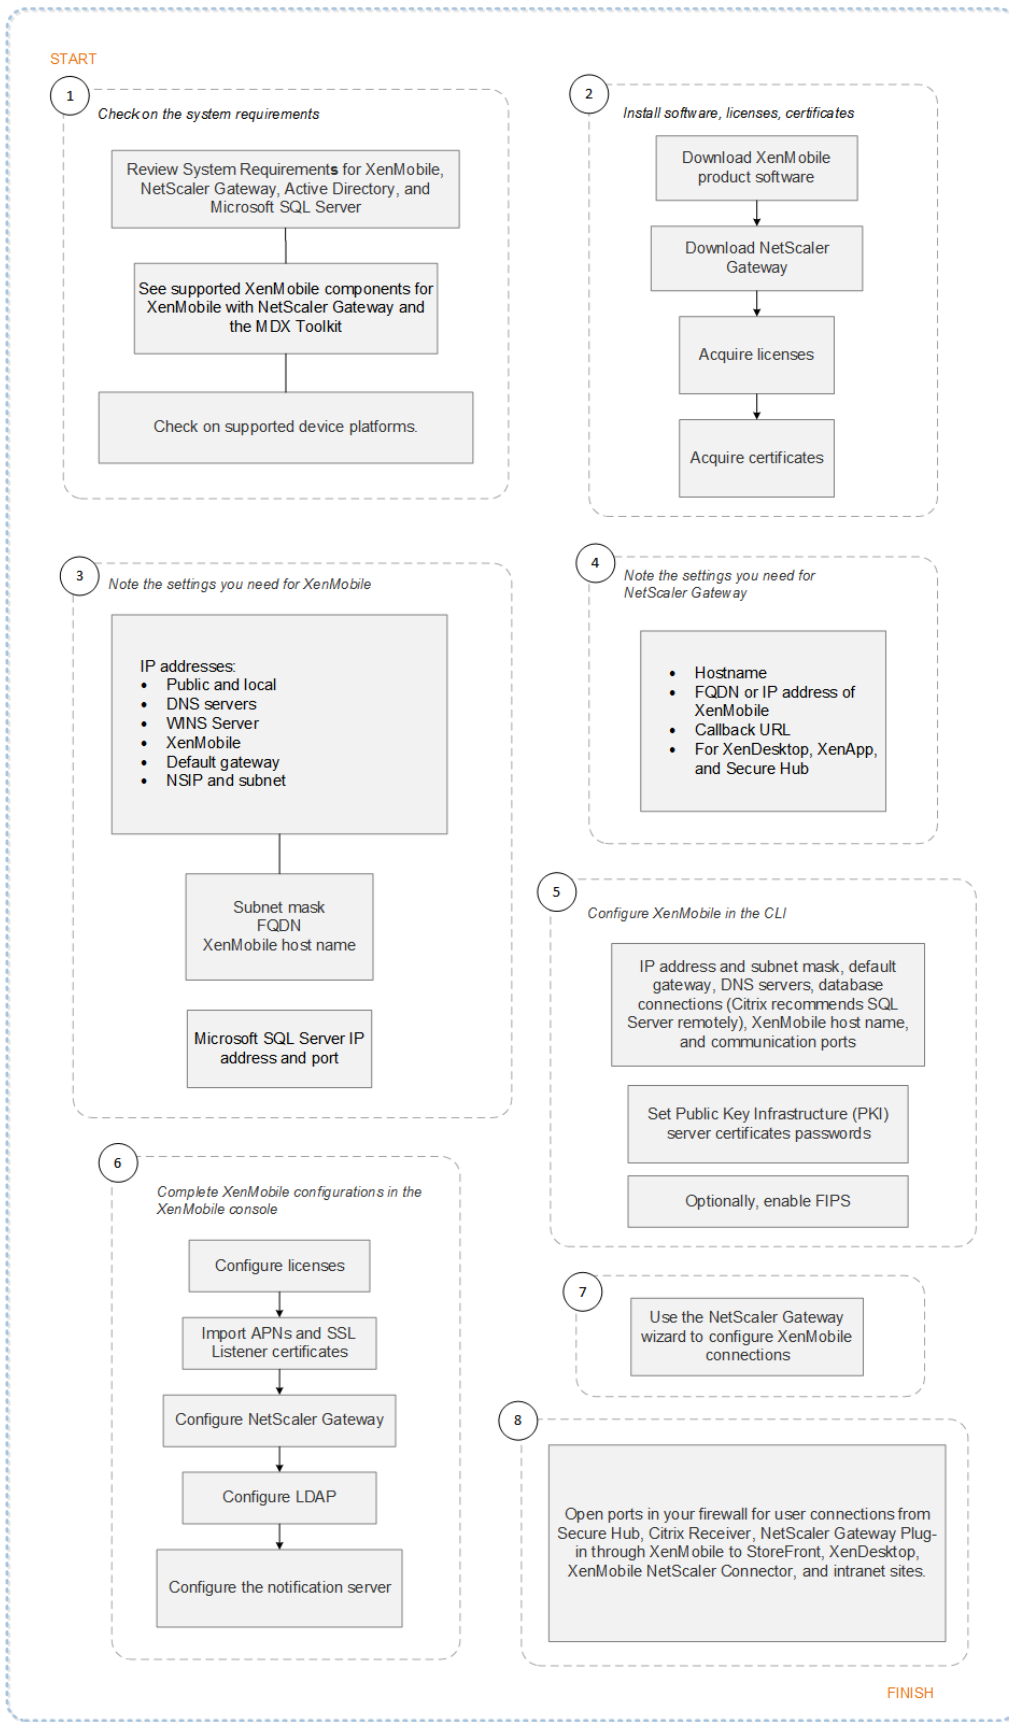 START
1
Check on the system requirements
Review System Requirements for XenMobile,
NetScaler Gateway, Active Directory, and
Microsoft SQL Server
See supported XenMobile components for
XenMobile with NetScaler Gateway and
the MDX Toolkit
Check on supported device platforms.
2
Install software, licenses, certificates
Download XenMobile
product software
Download NetScaler
Gateway
Acquire licenses
Acquire certificates
3
Note the settings you need for XenMobile
IP addresses:
• Public and local
• DNS servers
• WINS Server
• XenMobile
• Default gateway
• NSIP and subnet
Subnet mask
FQDN
XenMobile host name
Microsoft SQL Server IP
address and port
4
Note the settings you need for
NetScaler Gateway
• Hostname
• FQDN or IP address of
XenMobile
• Callback URL
• For XenDesktop, XenApp,
and Secure Hub
5
Configure XenMobile in the CLI
IP address and subnet mask, default
gateway, DNS servers, database
connections (Citrix recommends SQL
Server remotely), XenMobile host name,
and communication ports
Set Public Key Infrastructure (PKI)
server certificates passwords
Optionally, enable FIPS
6
Complete XenMobile configurations in the
XenMobile console
Configure licenses
Import APNs and SSL
Listener certificates
Configure NetScaler Gateway
Configure LDAP
Configure the notification server
7
Use the NetScaler Gateway
wizard to configure XenMobile
connections
8
Open ports in your firewall for user connections from
Secure Hub, Citrix Receiver, NetScaler Gateway Plug-
in through XenMobile to StoreFront, XenDesktop,
XenMobile NetScaler Connector, and intranet sites.
FINISH